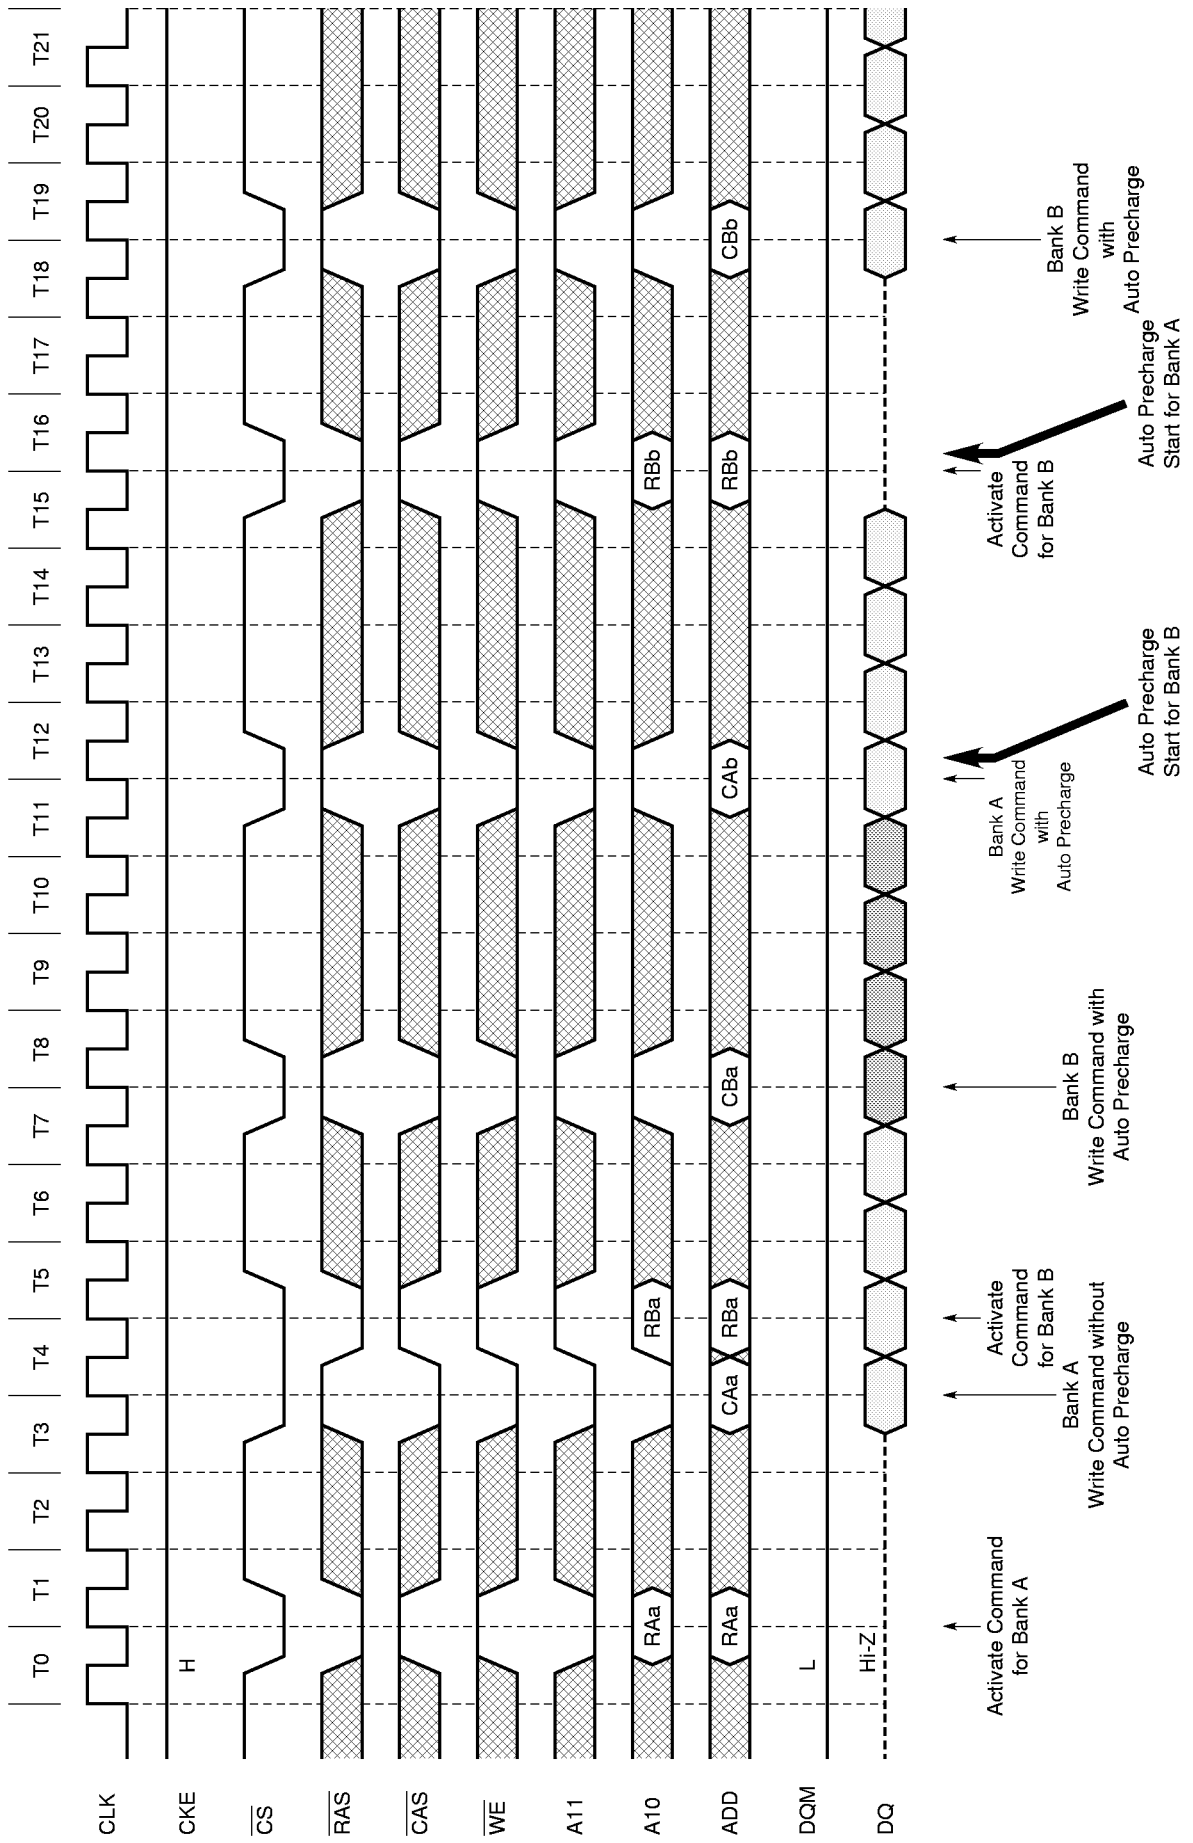 T0 T1 T2 T3 T4 T5 T6 T7 T8 T9 T10 T11 T12 T13 T14 T15 T16 T17 T18 T19 T20 T21
CLK
CKE H
CS
RAS
CAS
WE
A11
A10 RAa RBa RBb
ADD RAa CAa RBa CBa CAb RBb CBb
DQM L
DQ Hi-Z
Activate Command
for Bank A
Bank A
Write Command without
Auto Precharge
Activate
Command
for Bank B
Bank B
Write Command with
Auto Precharge
Bank A
Write Command
with
Auto Precharge
Auto Precharge
Start for Bank B
Activate
Command
for Bank B
Auto Precharge
Start for Bank A
Bank B
Write Command
with
Auto Precharge